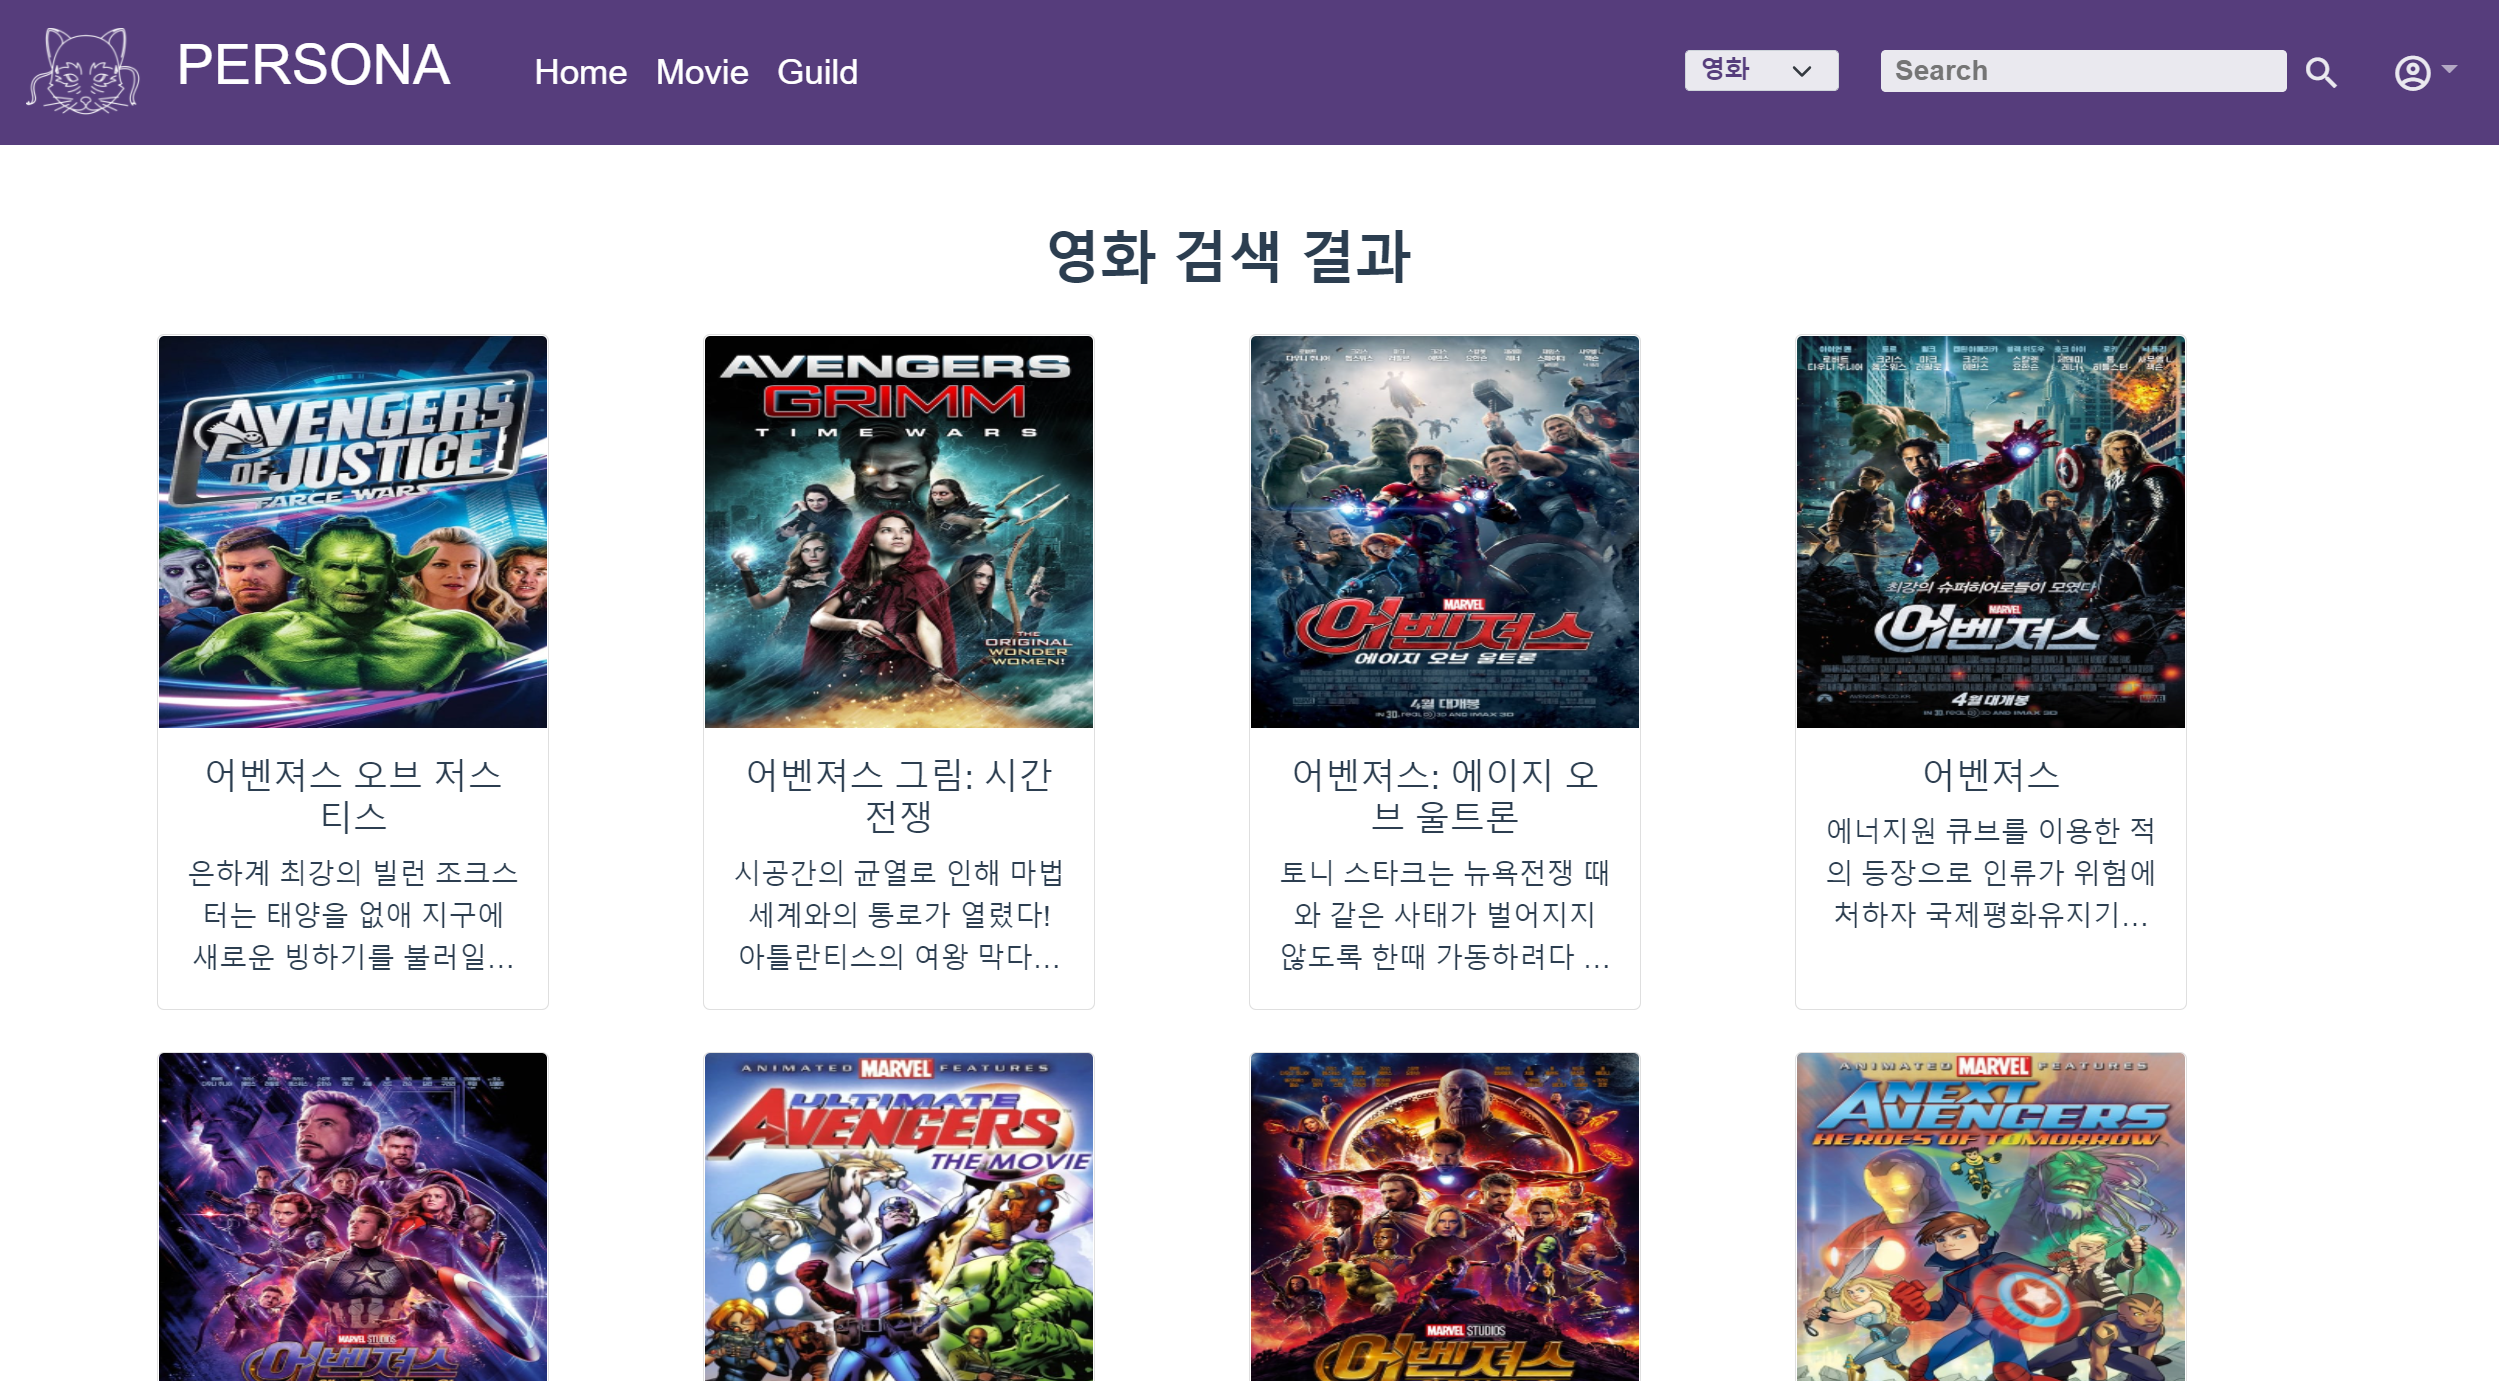 PERSONA
Home Movie Guild
영화
Search
영화 검색 결과
AVENGERS
OF JUSTICE
FARCE WARS
AVENGERS
GRIMM
TIME WARS
THE
ORIGINAL
WONDER
WOMEN!
MARVEL
어벤져스
에이지 오브 울트론
4월 대개봉
최강의 슈퍼히어로들이 모였다
MARVEL
어벤져스
4월 대개봉
어벤져스 오브 저스
티스
은하계 최강의 빌런 조크스
터는 태양을 없애 지구에
새로운 빙하기를 불러일...
어벤져스 그림: 시간
전쟁
시공간의 균열로 인해 마법
세계와의 통로가 열렸다!
아틀란티스의 여왕 막다...
어벤져스: 에이지 오
브 울트론
토니 스타크는 뉴욕전쟁 때
와 같은 사태가 벌어지지
않도록 한때 가동하려다 ...
어벤져스
에너지원 큐브를 이용한 적
의 등장으로 인류가 위험에
처하자 국제평화유지기...
MARVEL STUDIOS
어벤져스
ANIMATED MARVEL FEATURES
ULTIMATE
AVENGERS
THE MOVIE
MARVEL STUDIOS
어벤져스
ANIMATED MARVEL FEATURES
NEXT
AVENGERS
HEROES OF TOMORROW